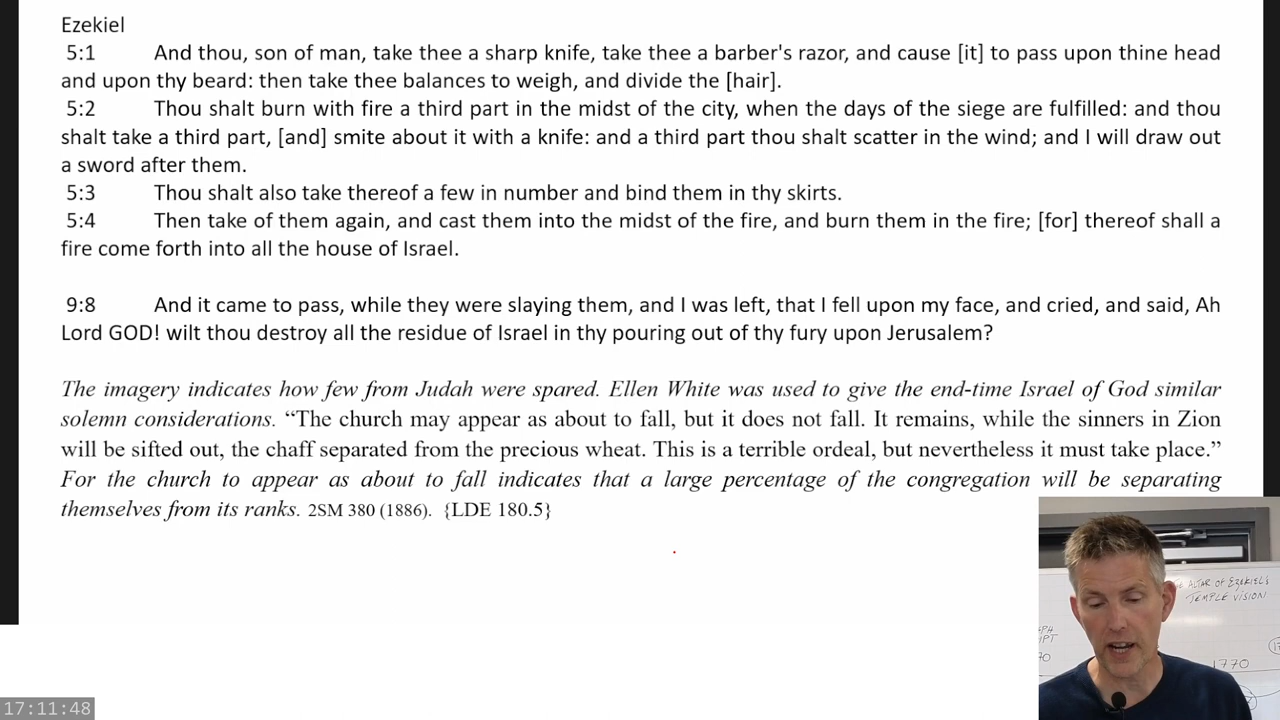 Ezekiel
5:1 And thou, son of man, take thee a sharp knife, take thee a barber's razor, and cause [it] to pass upon thine head
and upon thy beard: then take thee balances to weigh, and divide the [hair].
5:2 Thou shalt burn with fire a third part in the midst of the city, when the days of the siege are fulfilled: and thou
shalt take a third part, [and] smite about it with a knife: and a third part thou shalt scatter in the wind; and I will draw out
a sword after them.
5:3 Thou shalt also take thereof a few in number and bind them in thy skirts.
5:4 Then take of them again, and cast them into the midst of the fire, and burn them in the fire; [for] thereof shall a
fire come forth into all the house of Israel.
9:8 And it came to pass, while they were slaying them, and I was left, that I fell upon my face, and cried, and said, Ah
Lord GOD! wilt thou destroy all the residue of Israel in thy pouring out of thy fury upon Jerusalem?
The imagery indicates how few from Judah were spared. Ellen White was used to give the end-time Israel of God similar
solemn considerations. “The church may appear as about to fall, but it does not fall. It remains, while the sinners in Zion
will be sifted out, the chaff separated from the precious wheat. This is a terrible ordeal, but nevertheless it must take place.”
For the church to appear as about to fall indicates that a large percentage of the congregation will be separating
themselves from its ranks. 2SM 380 (1886). {LDE 180.5}
ALTAR OF EZEKIEL'S
TEMPLE VISION
1770
17:11:48